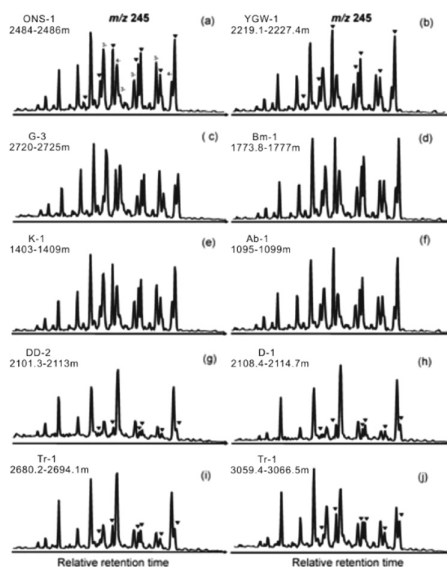 ONS-1 m/z 245 (a)
2484-2486m
YGW-1 m/z 245 (b)
2219.1-2227.4m
G-3 (c)
2720-2725m
Bm-1 (d)
1773.8-1777m
K-1 (e)
1403-1409m
Ab-1 (f)
1095-1099m
DD-2 (g)
2101.3-2113m
D-1 (h)
2108.4-2114.7m
Tr-1 (i)
2680.2-2694.1m
Tr-1 (j)
3059.4-3066.5m
Relative retention time
Relative retention time